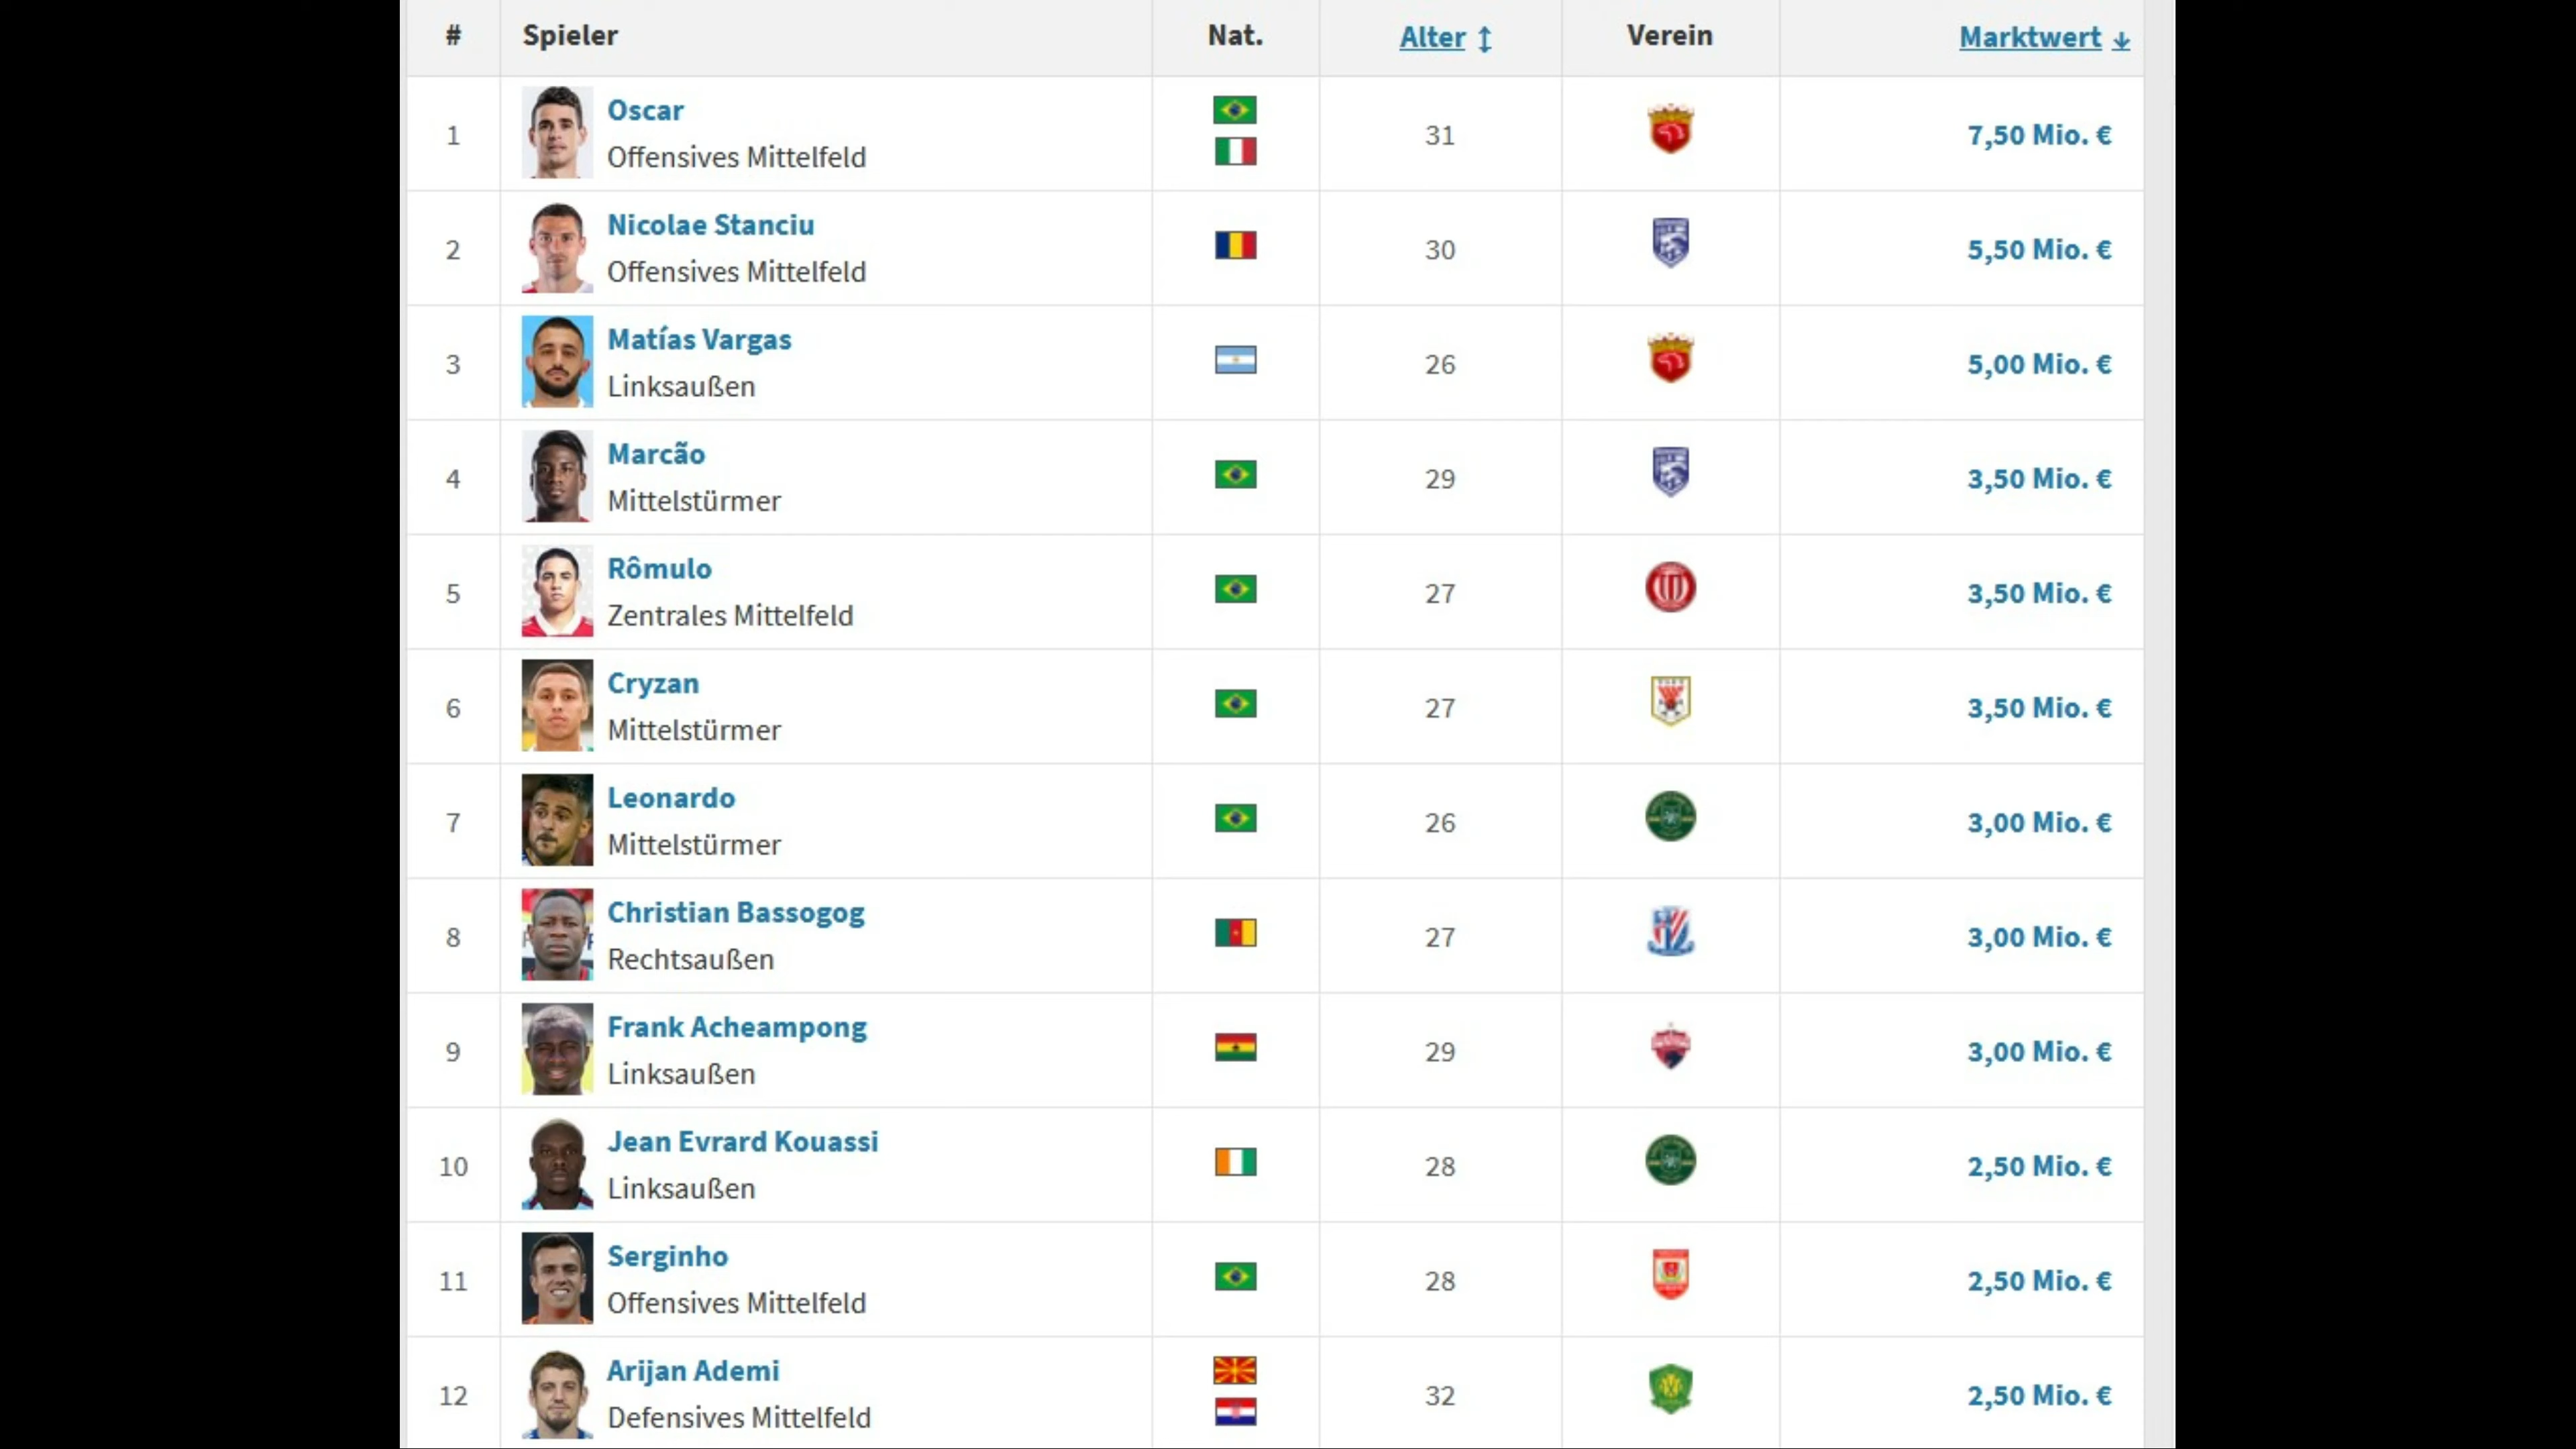 # Spieler Nat. Alter Verein Marktwert
1 Oscar 31 7,50 Mio. €
Offensives Mittelfeld
2 Nicolae Stanciu 30 5,50 Mio. €
Offensives Mittelfeld
3 Matías Vargas 26 5,00 Mio. €
Linksaußen
4 Marcão 29 3,50 Mio. €
Mittelstürmer
5 Rômulo 27 3,50 Mio. €
Zentrales Mittelfeld
6 Cryzan 27 3,50 Mio. €
Mittelstürmer
7 Leonardo 26 3,00 Mio. €
Mittelstürmer
8 Christian Bassogog 27 3,00 Mio. €
Rechtsaußen
9 Frank Acheampong 29 3,00 Mio. €
Linksaußen
10 Jean Evrard Kouassi 28 2,50 Mio. €
Linksaußen
11 Serginho 28 2,50 Mio. €
Offensives Mittelfeld
12 Arijan Ademi 32 2,50 Mio. €
Defensives Mittelfeld